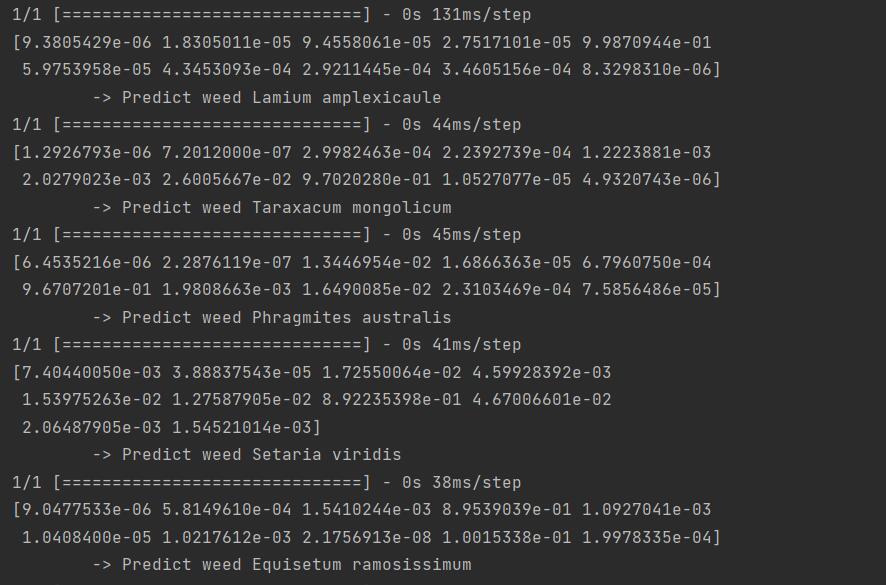 1/1 [==============================] - 0s 131ms/step
[9.3805429e-06 1.8305011e-05 9.4558061e-05 2.7517101e-05 9.9870944e-01
5.9753958e-05 4.3453093e-04 2.9211445e-04 3.4605156e-04 8.3298310e-06]
-> Predict weed Lamium amplexicaule
1/1 [==============================] - 0s 44ms/step
[1.2926793e-06 7.2012000e-07 2.9982463e-04 2.2392739e-04 1.2223881e-03
2.0279023e-03 2.6005667e-02 9.7020280e-01 1.0527077e-05 4.9320743e-06]
-> Predict weed Taraxacum mongolicum
1/1 [==============================] - 0s 45ms/step
[6.4535216e-06 2.2876119e-07 1.3446954e-02 1.6866363e-05 6.7960750e-04
9.6707201e-01 1.9808663e-03 1.6490085e-02 2.3103469e-04 7.5856486e-05]
-> Predict weed Phragmites australis
1/1 [==============================] - 0s 41ms/step
[7.40440050e-03 3.88837543e-05 1.72550064e-02 4.59928392e-03
1.53975263e-02 1.27587905e-02 8.92235398e-01 4.67006601e-02
2.06487905e-03 1.54521014e-03]
-> Predict weed Setaria viridis
1/1 [==============================] - 0s 38ms/step
[9.0477533e-06 5.8149610e-04 1.5410244e-03 8.9539039e-01 1.0927041e-03
1.0408400e-05 1.0217612e-03 2.1756913e-08 1.0015338e-01 1.9978335e-04]
-> Predict weed Equisetum ramosissimum